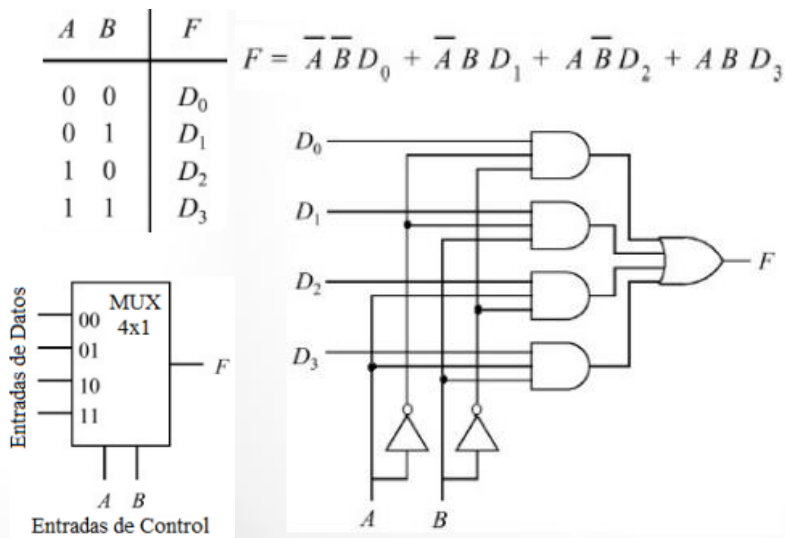 A B F
0 0 D₀
0 1 D₁
1 0 D₂
1 1 D₃
F = A̅ B̅ D₀ + A̅ B D₁ + A B̅ D₂ + A B D₃
D₀
D₁
D₂
D₃
F
A B
Entradas de Datos
MUX
4x1
00
01
10
11
F
A B
Entradas de Control